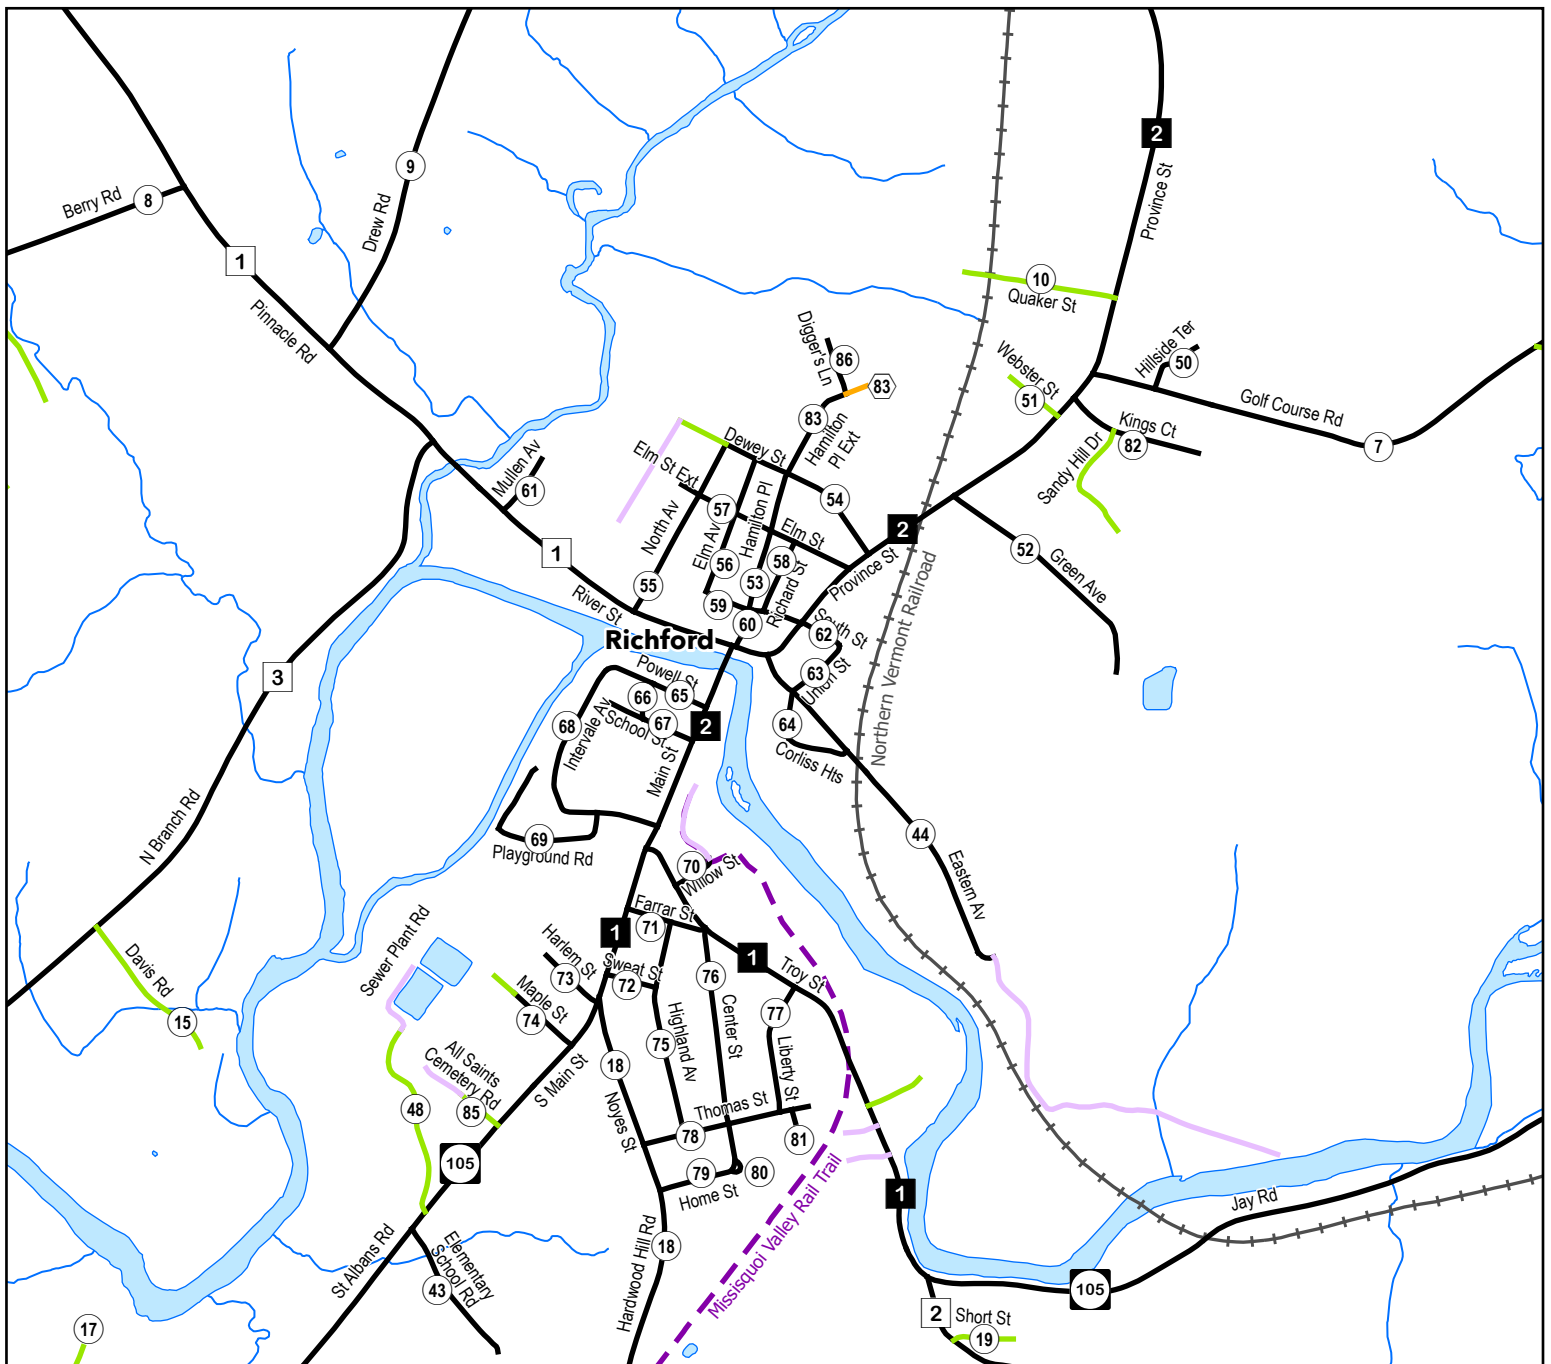 2
9
Berry Rd
8
Drew Rd
Province St
1
10
Quaker St
Pinnacle Rd
Digger's Ln
86
83
Webster St
Hillside Ter
50
51
Golf Course Rd
7
83
Hamilton
Pl Ext
Kings Ct
82
Sandy Hill Dr
Dewey St
Elm St Ext
Mullen Av
61
54
57
Hamilton Pl
North Av
Elm Av
Elm St
2
52
Green Ave
1
56
58
53
55
59
Richard St
Province St
River St
60
South St
62
Richford
Northern Vermont Railroad
3
Powell St
65
66
63
Union St
68
Intervale Av
School St
67
2
64
Corliss Hts
Main St
N Branch Rd
69
Playground Rd
44
Eastern Av
70
Willow St
Farrar St
71
1
Sewer Plant Rd
Harlem St
73
Sweat St
72
76
1
Troy St
Davis Rd
15
Maple St
74
77
Highland Av
75
Center St
Liberty St
All Saints
Cemetery Rd
85
48
S Main St
18
Noyes St
Thomas St
78
81
105
79
80
Home St
Missisquoi Valley Rail Trail
1
Jay Rd
St Albans Rd
Elementary
School Rd
43
Hardwood Hill Rd
18
105
2
Short St
19
17